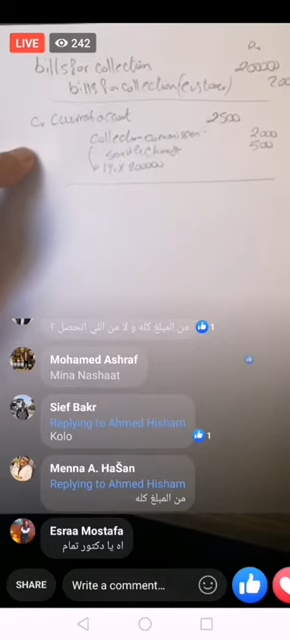 LIVE 242
Dr
bills for collection 200000
bills for collection (customer) 200
C. Current account 2500
Collection commission 2000
Service charge 500
1% x 200000
من المبلغ كله و لا من اللي اتحصل ؟ 1
Mohamed Ashraf
Mina Nashaat
Sief Bakr
Replying to Ahmed Hisham
Kolo
1
Menna A. HaŠan
Replying to Ahmed Hisham
من المبلغ كله
Esraa Mostafa
اه يا دكتور تمام
SHARE Write a comment...